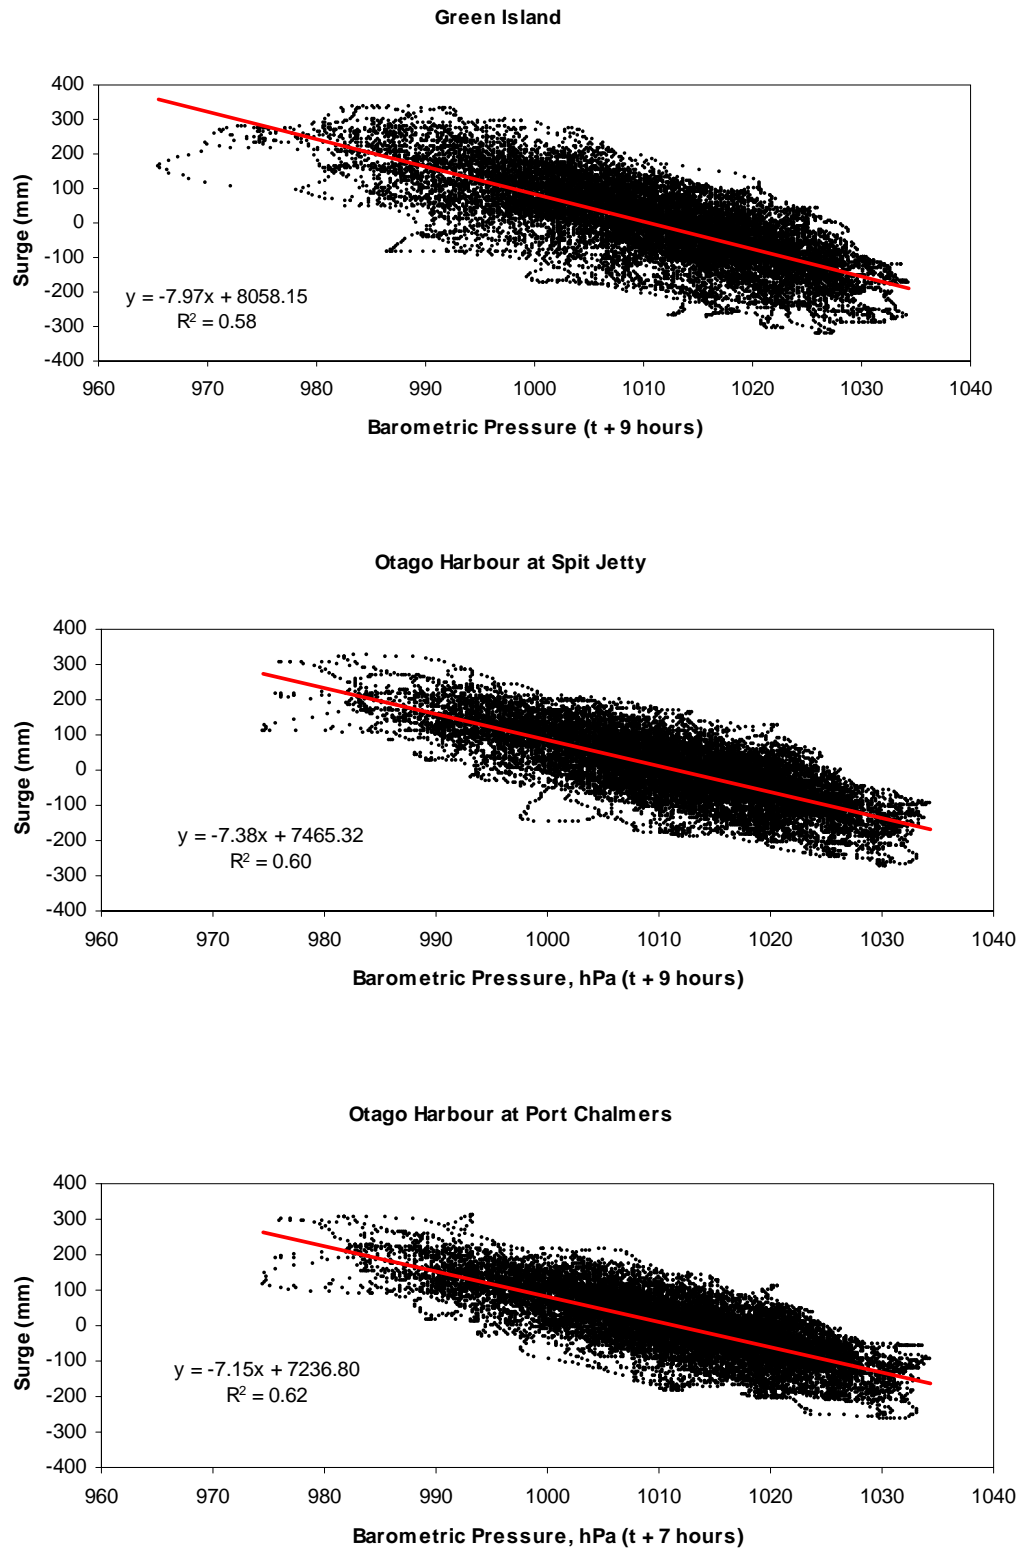 Green Island
400
300
200
100
0
-100
-200
-300
-400
Surge (mm)
y = -7.97x + 8058.15
R² = 0.58
960 970 980 990 1000 1010 1020 1030 1040
Barometric Pressure (t + 9 hours)
Otago Harbour at Spit Jetty
400
300
200
100
0
-100
-200
-300
-400
Surge (mm)
y = -7.38x + 7465.32
R² = 0.60
960 970 980 990 1000 1010 1020 1030 1040
Barometric Pressure, hPa (t + 9 hours)
Otago Harbour at Port Chalmers
400
300
200
100
0
-100
-200
-300
-400
Surge (mm)
y = -7.15x + 7236.80
R² = 0.62
960 970 980 990 1000 1010 1020 1030 1040
Barometric Pressure, hPa (t + 7 hours)